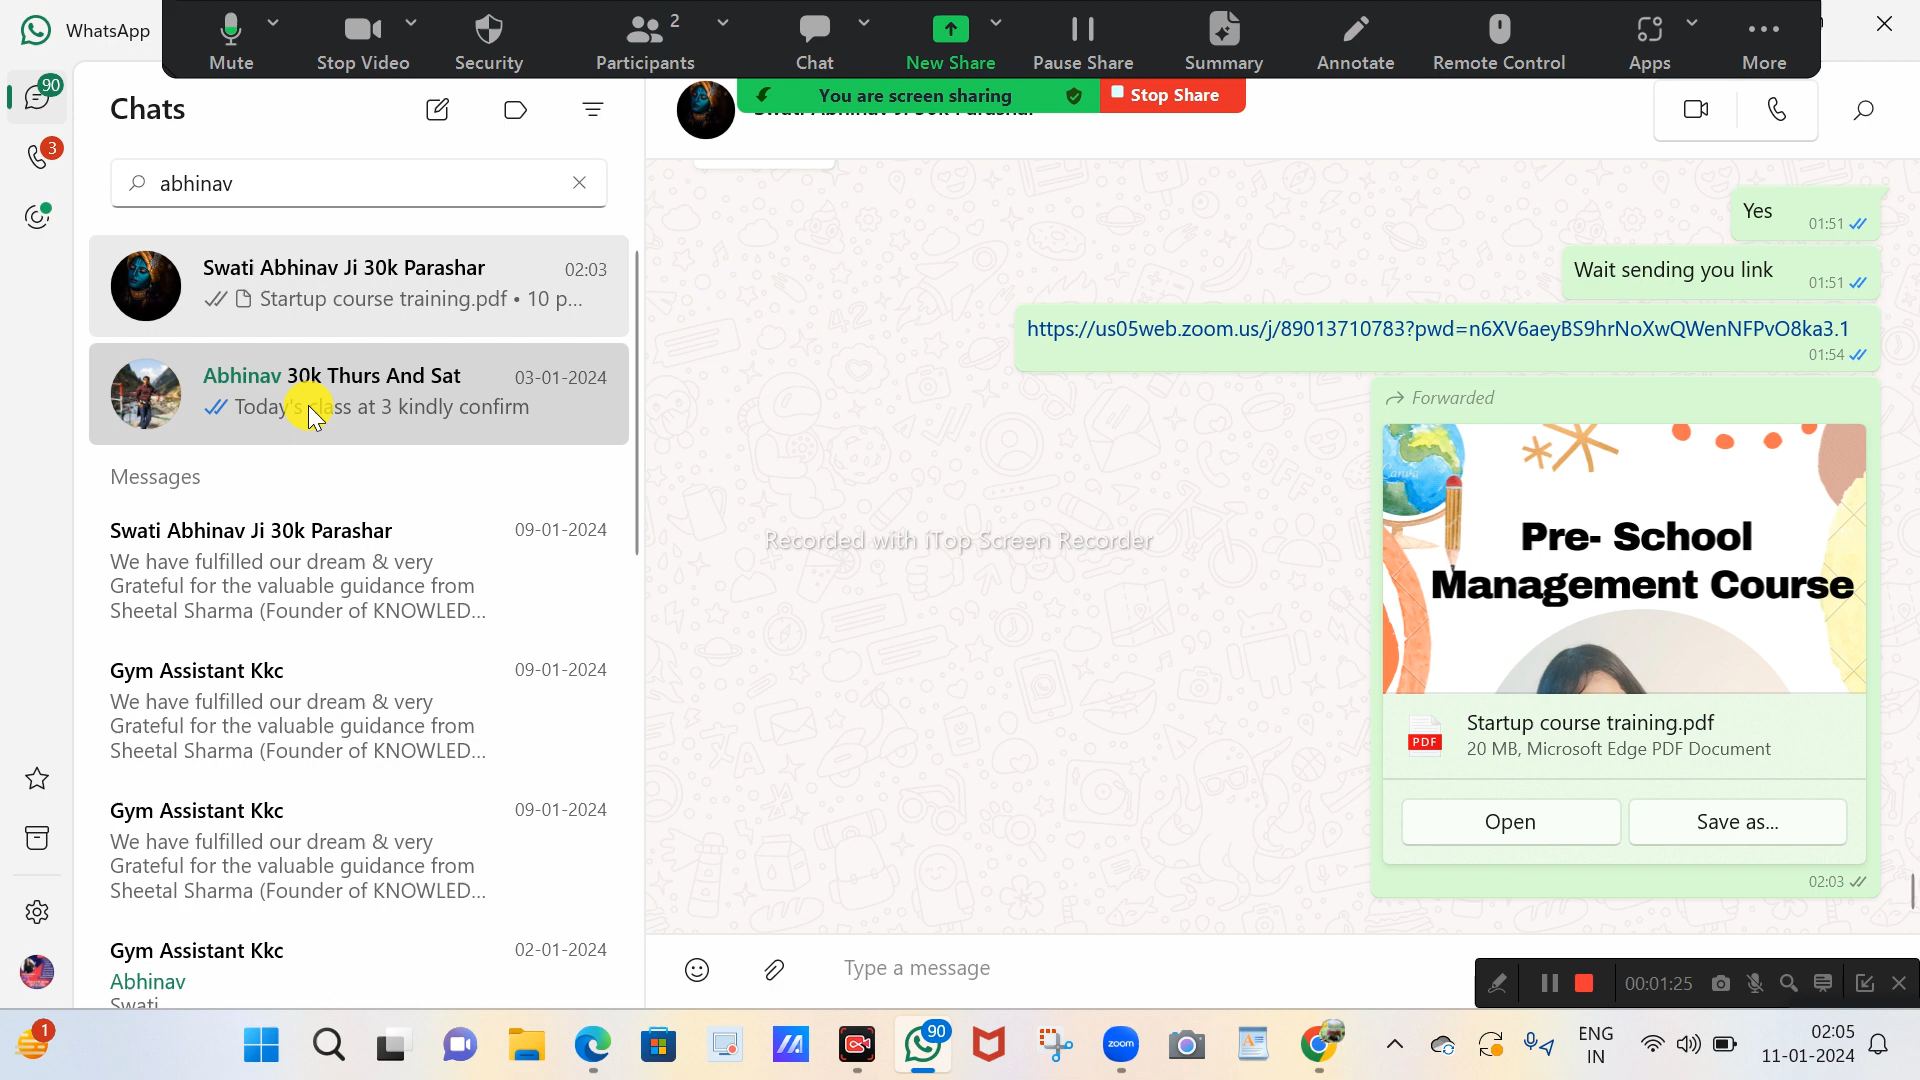 WhatsApp
Mute
Stop Video
Security
Participants
2
Chat
New Share
Pause Share
Summary
Annotate
Remote Control
Apps
More
You are screen sharing
Stop Share
90
3
Chats
abhinav
Swati Abhinav Ji 30k Parashar
02:03
Startup course training.pdf • 10 p...
Abhinav 30k Thurs And Sat
03-01-2024
Today's class at 3 kindly confirm
Messages
Swati Abhinav Ji 30k Parashar
09-01-2024
We have fulfilled our dream & very
Grateful for the valuable guidance from
Sheetal Sharma (Founder of KNOWLED...
Gym Assistant Kkc
09-01-2024
We have fulfilled our dream & very
Grateful for the valuable guidance from
Sheetal Sharma (Founder of KNOWLED...
Gym Assistant Kkc
09-01-2024
We have fulfilled our dream & very
Grateful for the valuable guidance from
Sheetal Sharma (Founder of KNOWLED...
Gym Assistant Kkc
02-01-2024
Abhinav
Swati
Yes
01:51
Wait sending you link
01:51
https://us05web.zoom.us/j/89013710783?pwd=n6XV6aeyBS9hrNoXwQWenNFPvO8ka3.1
01:54
Forwarded
Pre- School
Management Course
PDF
Startup course training.pdf
20 MB, Microsoft Edge PDF Document
Open
Save as...
02:03
Recorded with iTop Screen Recorder
Type a message
00:01:25
1
zoom
90
ENG
IN
02:05
11-01-2024